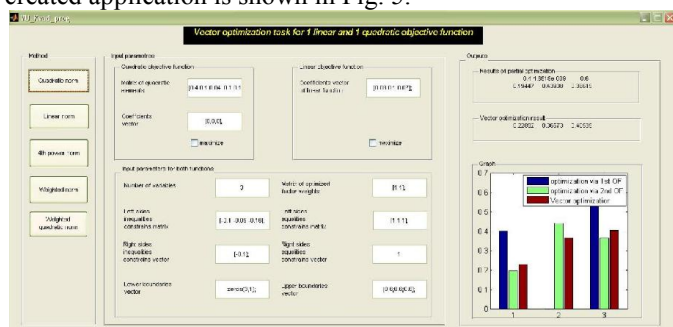 created application is shown in Fig. 5.
Vector optimization task for 1 linear and 1 quadratic objective function
Method
Quadratic norm
Linear norm
4th power norm
Weighted norm
Weighted quadratic norm
Input parameters
Quadratic objective function
Matrix of quadratic elements
Coefficients vector
[0,0,0];
maximize
Linear objective function
Coefficients vector of linear function
maximize
Input parameters for both functions
Number of variables
3
Matrix of optimized factor weights
[1 1];
Left sides inequalities constrains matrix
Left sides equalities constrains matrix
[1 1 1];
Right sides inequalities constrains vector
[-0.1];
Right sides equalities constrains vector
1
Lower boundaries vector
zeros(3,1);
Upper boundaries vector
Outputs
Results of partial optimization
0.6
Vector optimization result
Graph
optimization via 1st OF
optimization via 2nd OF
Vector optimization
0.7
0.6
0.5
0.4
0.3
0.2
0.1
0
1
2
3